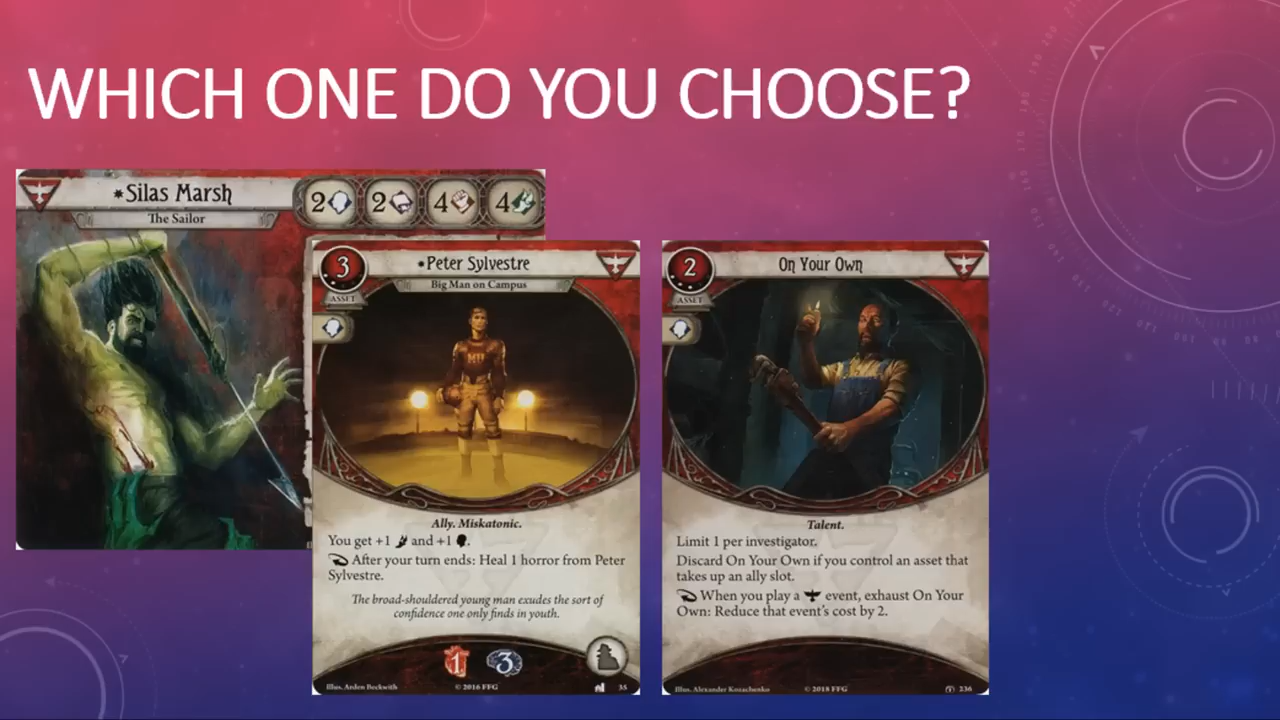 WHICH ONE DO YOU CHOOSE?
Silas Marsh
The Sailor
2 2 4 4
3
ASSET
Peter Sylvestre
Big Man on Campus
Ally. Miskatonic.
You get +1 and +1.
After your turn ends: Heal 1 horror from Peter
Sylvestre.
The broad-shouldered young man exudes the sort of
confidence one only finds in youth.
1 3
Illus. Arden Beckwith © 2016 FFG 35
2
ASSET
On Your Own
Talent.
Limit 1 per investigator.
Discard On Your Own if you control an asset that
takes up an ally slot.
When you play a event, exhaust On Your
Own: Reduce that event's cost by 2.
Illus. Alexander Kozachenko © 2018 FFG 236